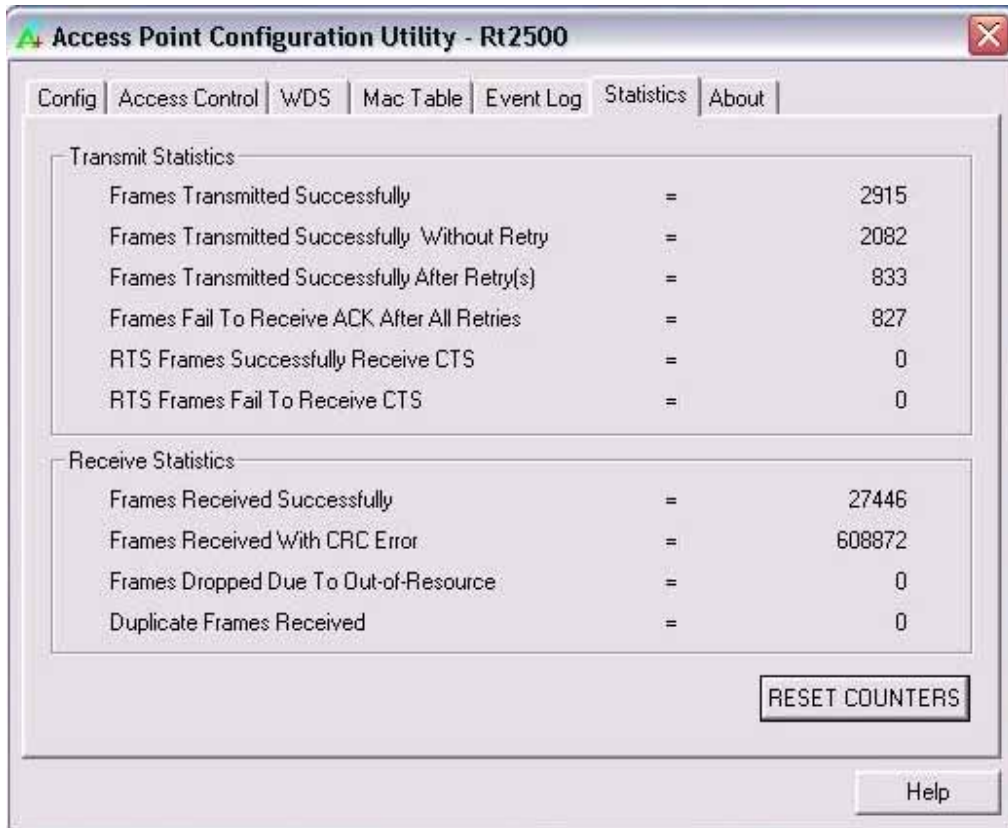 Access Point Configuration Utility - Rt2500
Config Access Control WDS Mac Table Event Log Statistics About
Transmit Statistics
Frames Transmitted Successfully = 2915
Frames Transmitted Successfully Without Retry = 2082
Frames Transmitted Successfully After Retry(s) = 833
Frames Fail To Receive ACK After All Retries = 827
RTS Frames Successfully Receive CTS = 0
RTS Frames Fail To Receive CTS = 0
Receive Statistics
Frames Received Successfully = 27446
Frames Received With CRC Error = 608872
Frames Dropped Due To Out-of-Resource = 0
Duplicate Frames Received = 0
RESET COUNTERS
Help